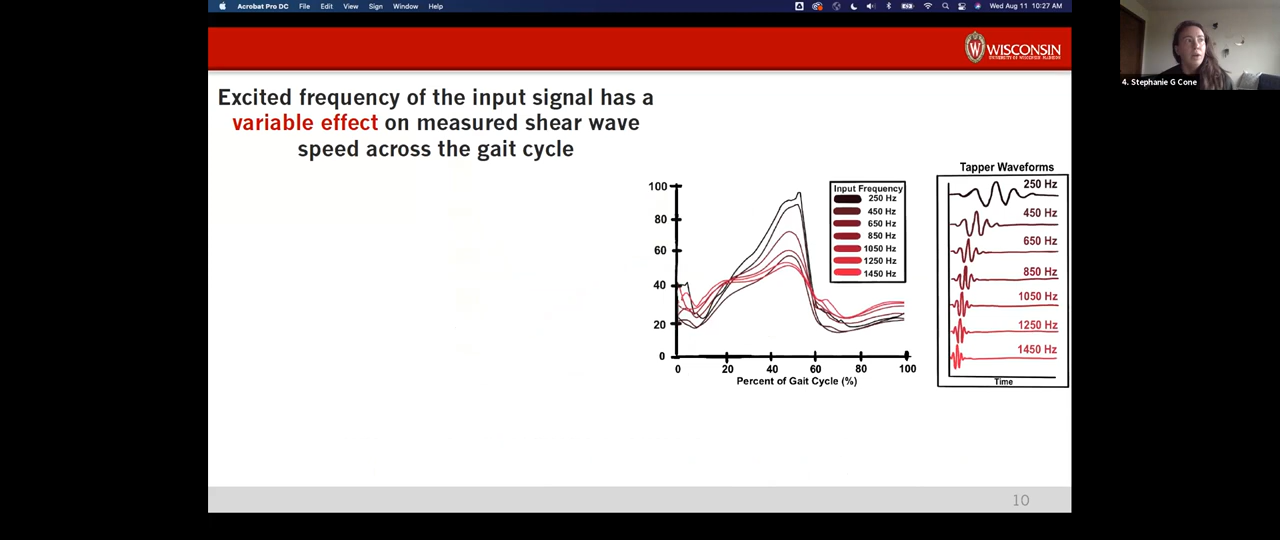 Acrobat Pro DC File Edit View Sign Window Help
Wed Aug 11 10:27 AM
WISCONSIN
UNIVERSITY OF WISCONSIN-MADISON
4. Stephanie G Cone
Excited frequency of the input signal has a
variable effect on measured shear wave
speed across the gait cycle
100
80
60
40
20
0
0 20 40 60 80 100
Percent of Gait Cycle (%)
Input Frequency
250 Hz
450 Hz
650 Hz
850 Hz
1050 Hz
1250 Hz
1450 Hz
Tapper Waveforms
250 Hz
450 Hz
650 Hz
850 Hz
1050 Hz
1250 Hz
1450 Hz
Time
10